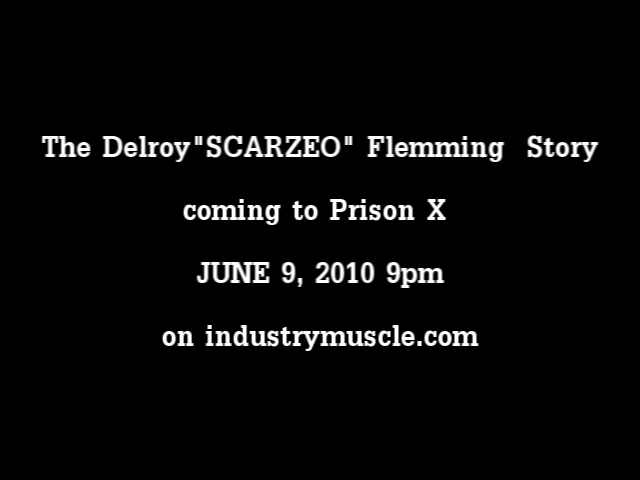 The Delroy"SCARZEO" Flemming Story
coming to Prison X
JUNE 9, 2010 9pm
on industrymuscle.com